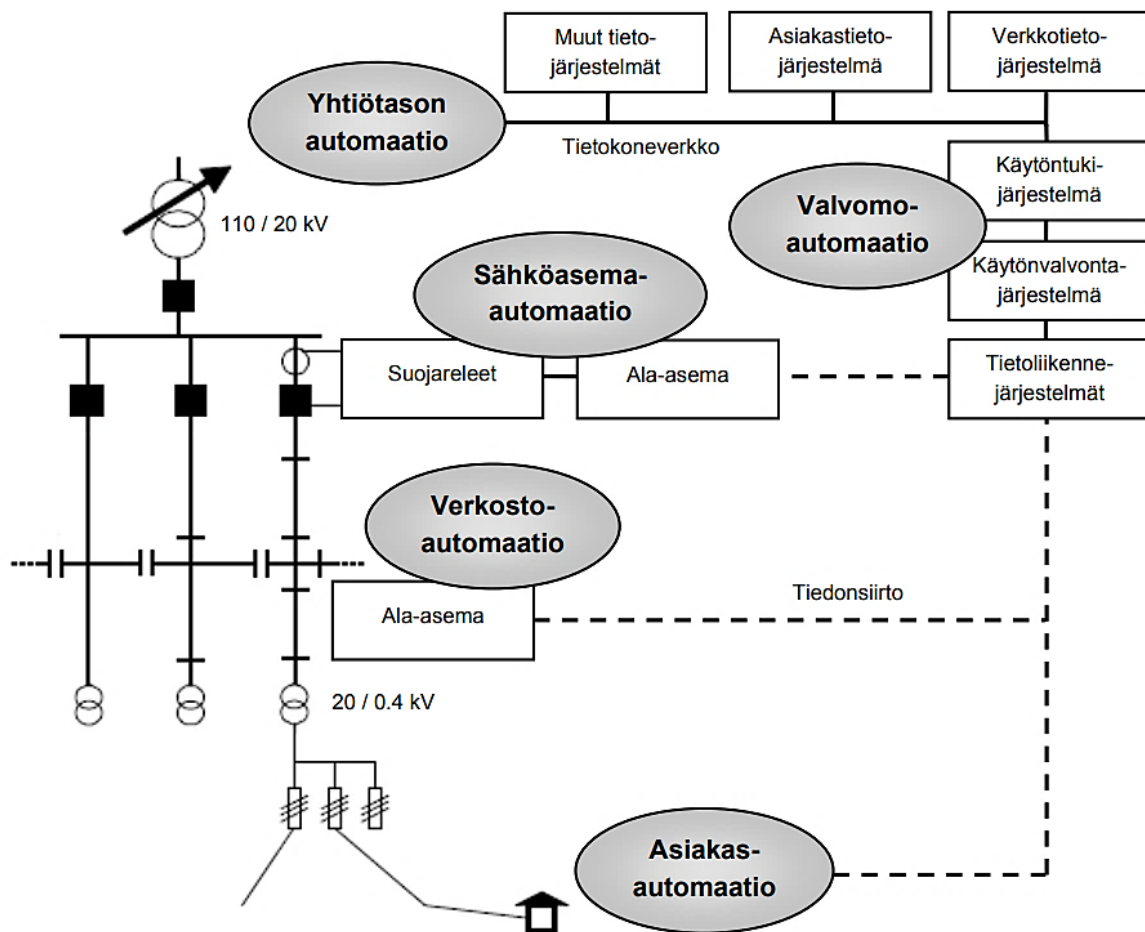 Muut tieto-
järjestelmät
Asiakastieto-
järjestelmä
Verkkotieto-
järjestelmä
Yhtiötason
automaatio
Tietokoneverkko
Käytöntuki-
järjestelmä
Valvomo-
automaatio
110 / 20 kV
Käytönvalvonta-
järjestelmä
Sähköasema-
automaatio
Suojareleet
Ala-asema
Tietoliikenne-
järjestelmät
Verkosto-
automaatio
Ala-asema
Tiedonsiirto
20 / 0.4 kV
Asiakas-
automaatio